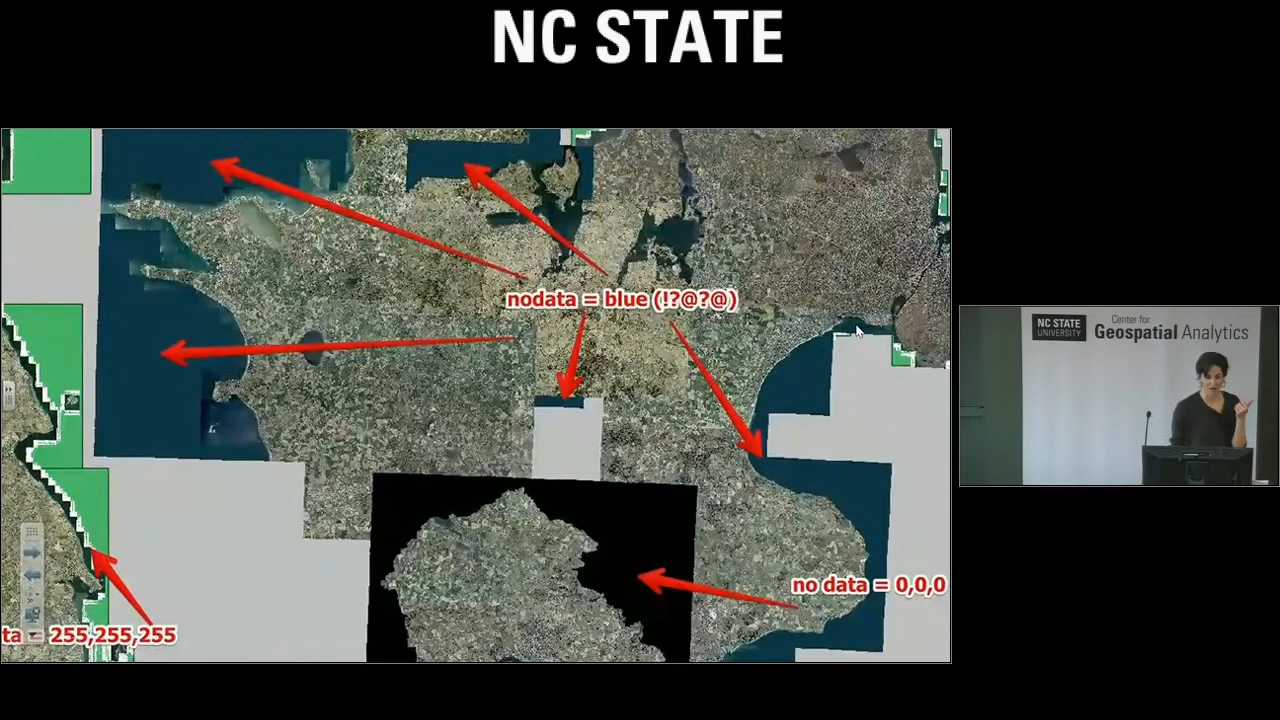 NC STATE
nodata = blue (!?@?@)
no data = 0,0,0
ta = 255,255,255
NC STATE
UNIVERSITY
Center for
Geospatial Analytics